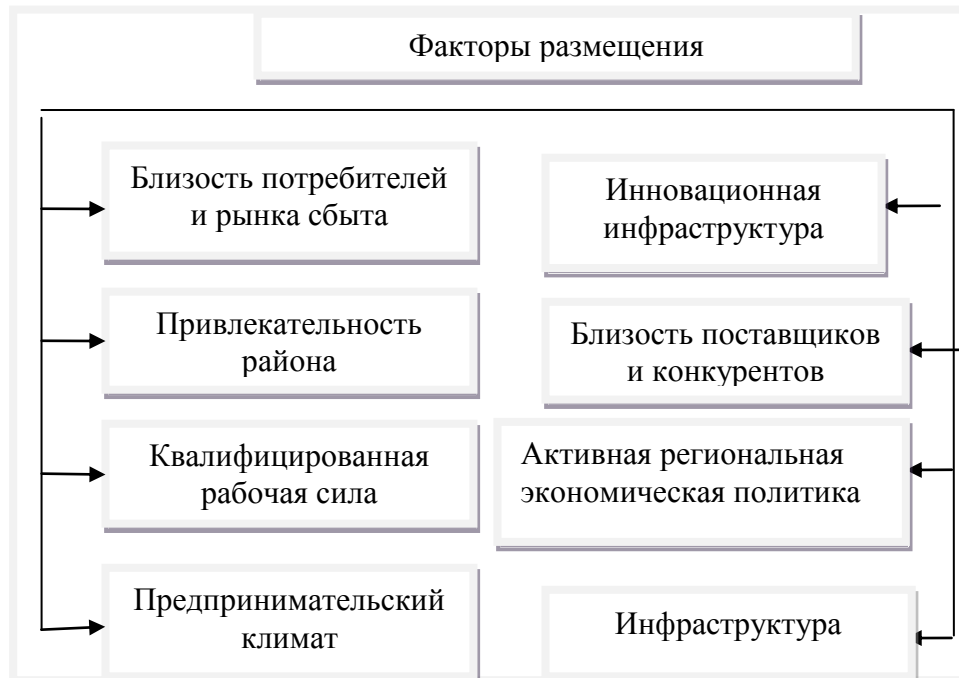 Факторы размещения
Близость потребителей
и рынка сбыта
Привлекательность
района
Квалифицированная
рабочая сила
Предпринимательский
климат
Инновационная
инфраструктура
Близость поставщиков
и конкурентов
Активная региональная
экономическая политика
Инфраструктура